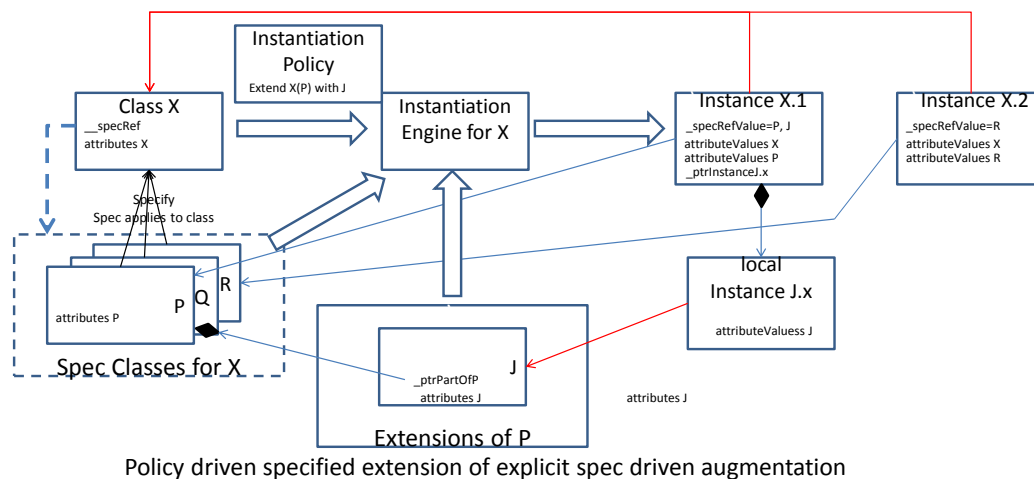 Instantiation
Policy
Extend X(P) with J
Class X
__specRef
attributes X
Instantiation
Engine for X
Instance X.1
_specRefValue=P, J
attributeValues X
attributeValues P
_ptrInstanceJ.x
Instance X.2
_specRefValue=R
attributeValues X
attributeValues R
Specify
Spec applies to class
R
Q
P
attributes P
Spec Classes for X
local
Instance J.x
attributeValuess J
J
_ptrPartOfP
attributes J
attributes J
Extensions of P
Policy driven specified extension of explicit spec driven augmentation